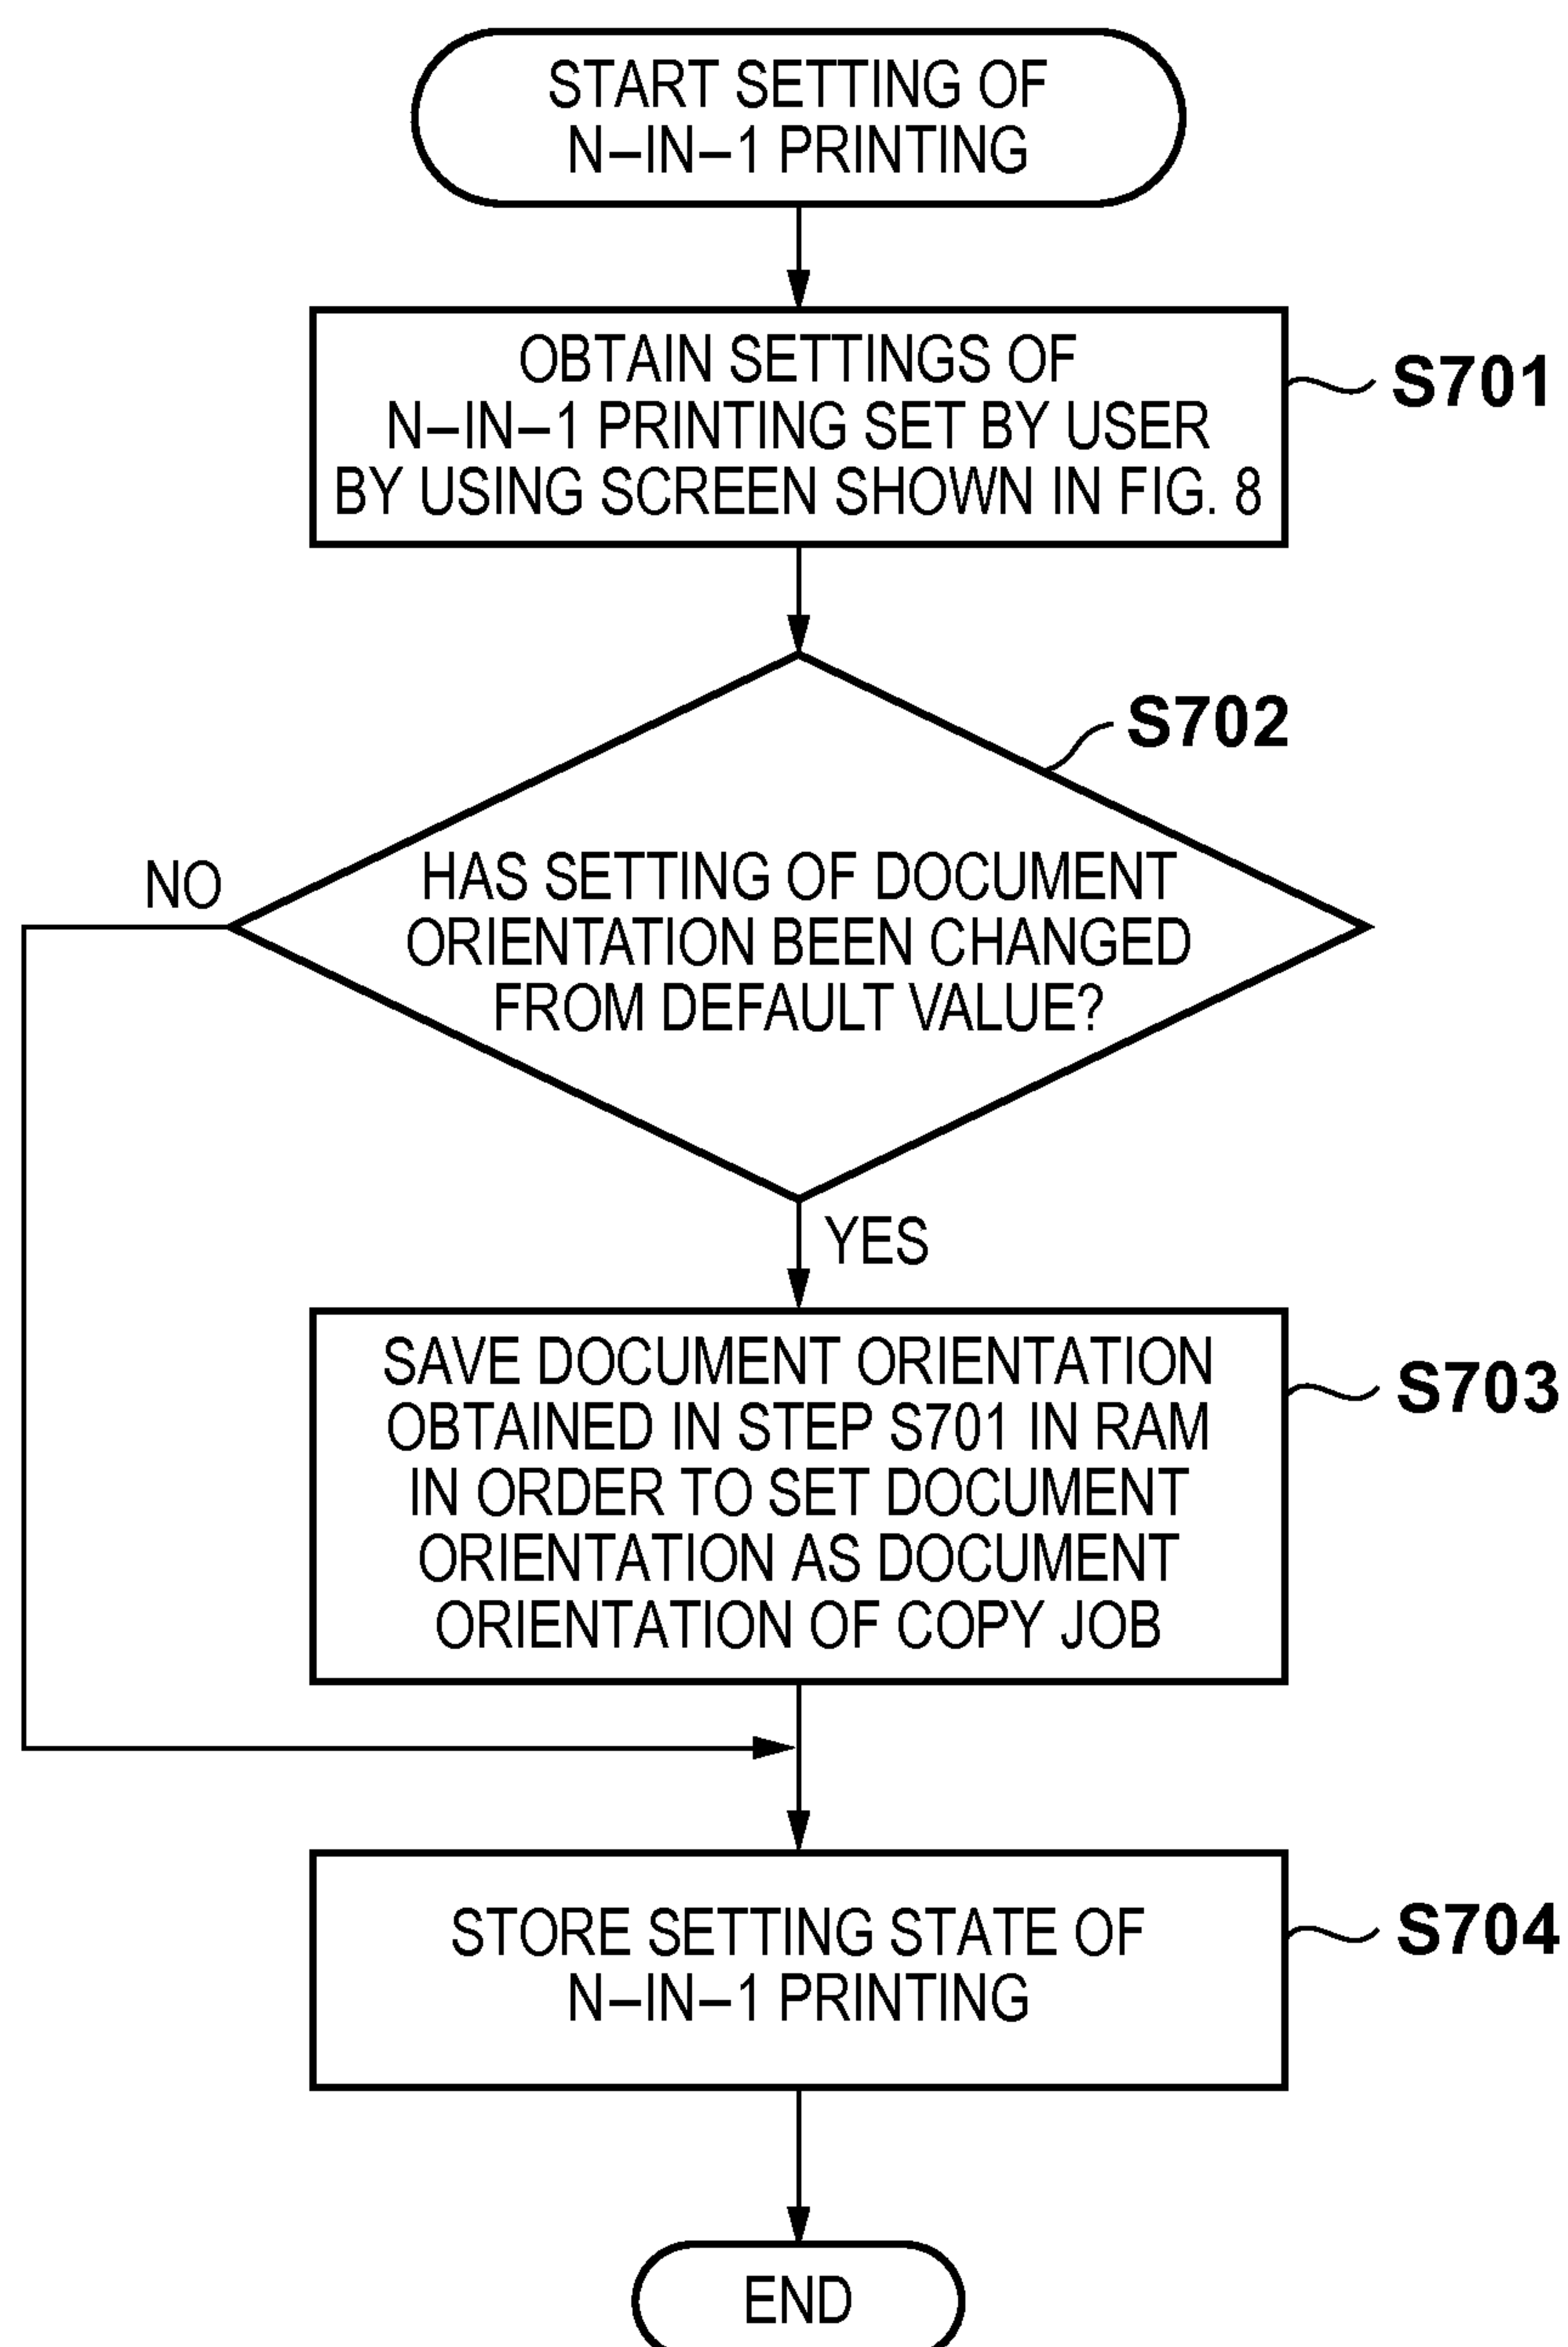 START SETTING OF
N–IN–1 PRINTING
OBTAIN SETTINGS OF
N–IN–1 PRINTING SET BY USER
BY USING SCREEN SHOWN IN FIG. 8
S701
S702
NO
HAS SETTING OF DOCUMENT
ORIENTATION BEEN CHANGED
FROM DEFAULT VALUE?
YES
SAVE DOCUMENT ORIENTATION
OBTAINED IN STEP S701 IN RAM
IN ORDER TO SET DOCUMENT
ORIENTATION AS DOCUMENT
ORIENTATION OF COPY JOB
S703
STORE SETTING STATE OF
N–IN–1 PRINTING
S704
END